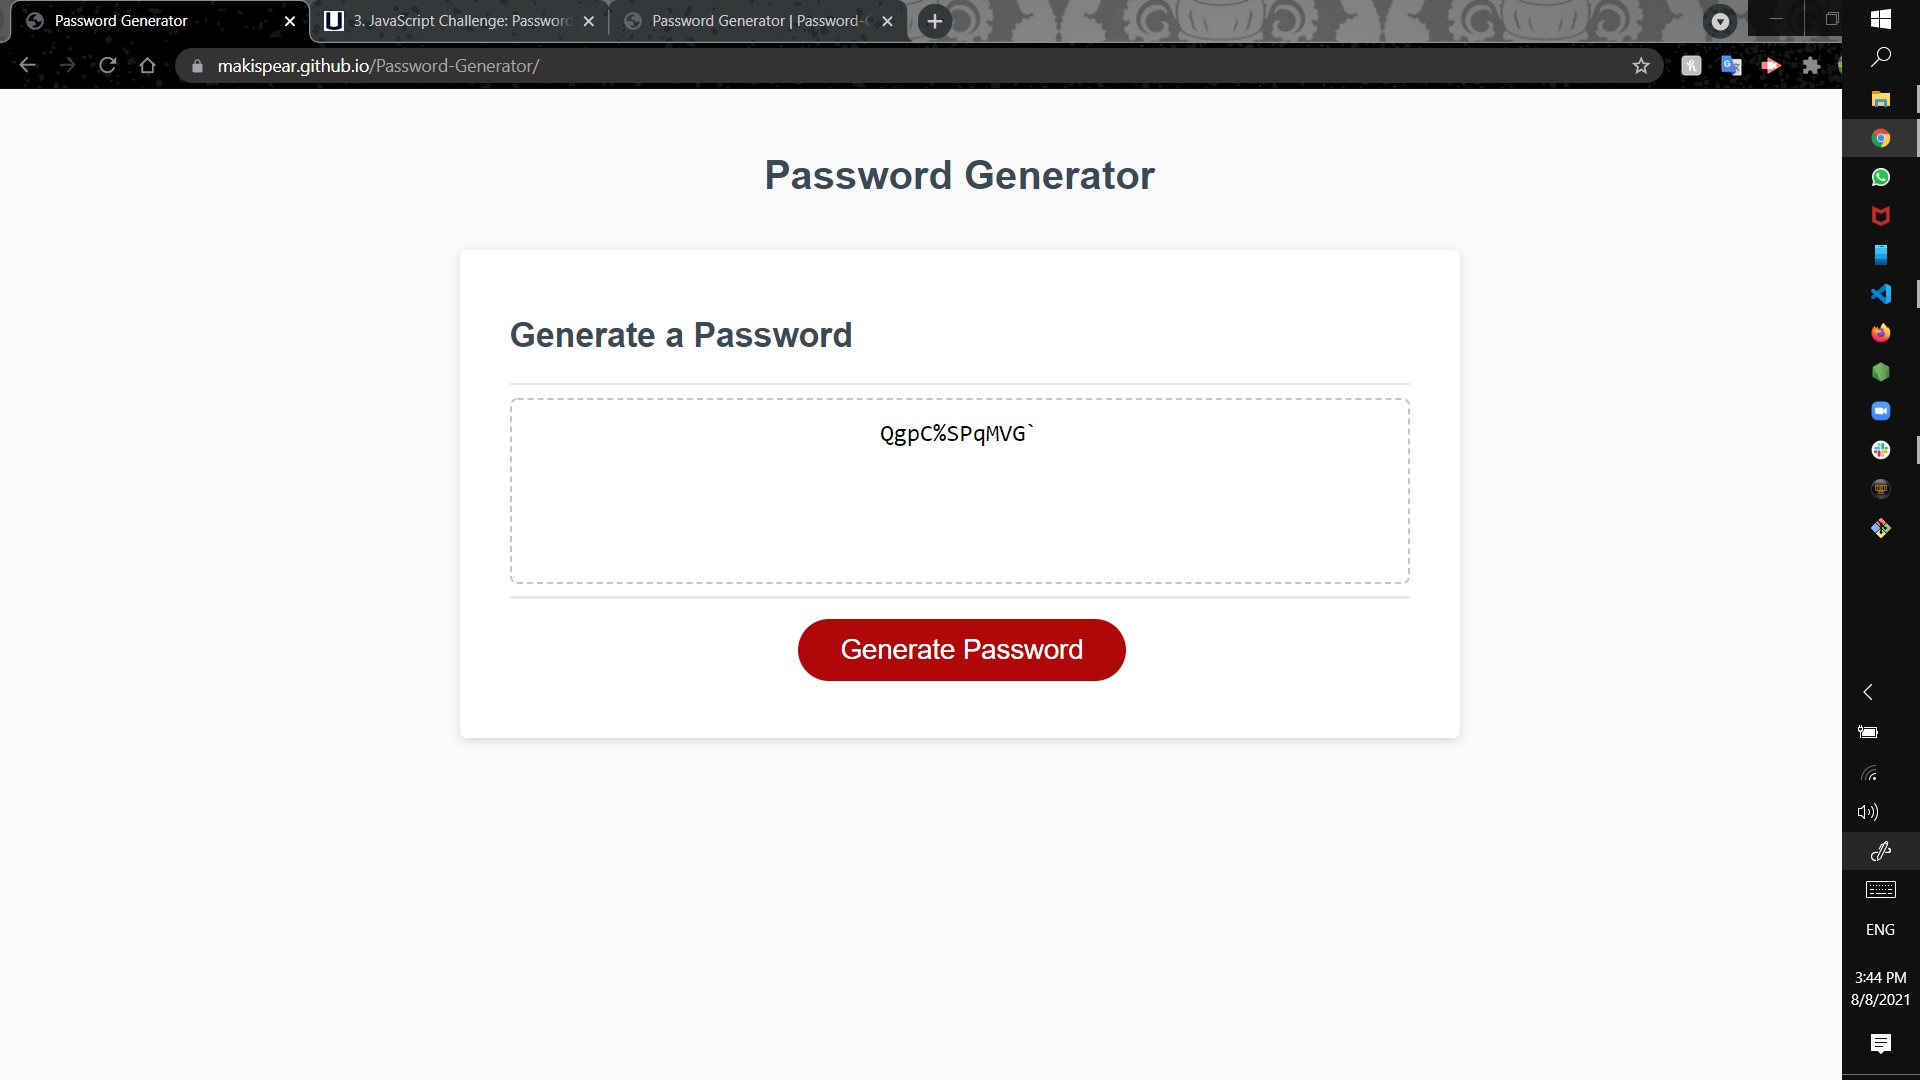 Password Generator
3. JavaScript Challenge: Password
Password Generator | Password-G
makispear.github.io/Password-Generator/
Password Generator
Generate a Password
QgpC%SPqMVG`
Generate Password
ENG
3:44 PM
8/8/2021